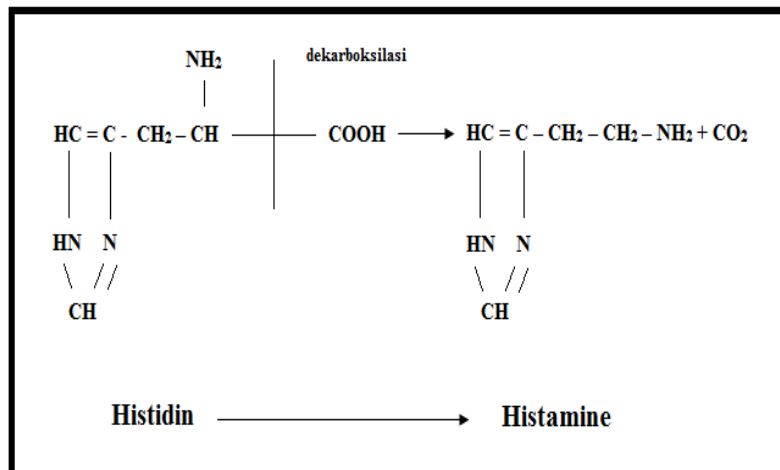 NH₂
dekarboksilasi
HC = C - CH₂ – CH COOH HC = C – CH₂ – CH₂ – NH₂ + CO₂
HN N HN N
CH CH
Histidin Histamine